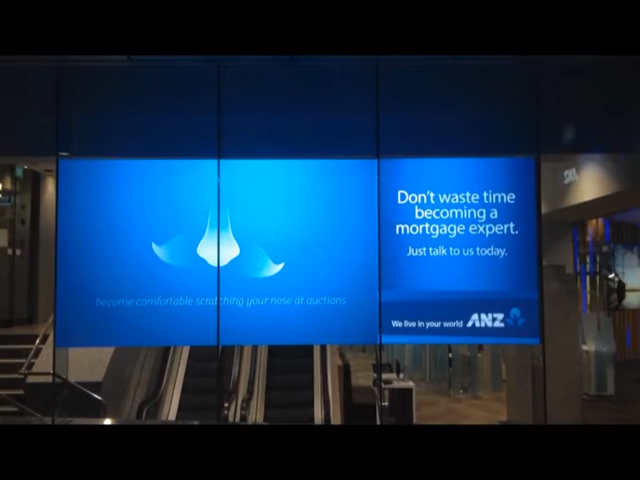 become comfortable scratching your nose at auctions
Don't waste time
becoming a
mortgage expert.
Just talk to us today.
We live in your world ANZ